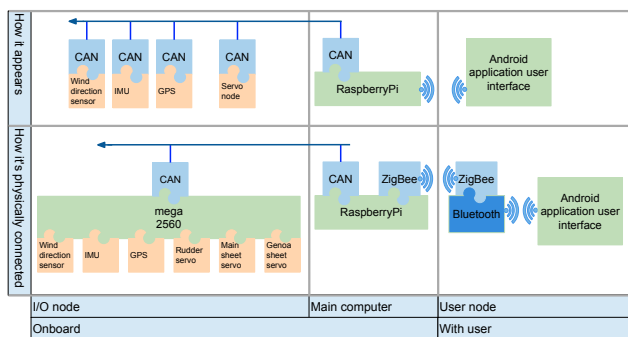 How it appears
CAN
CAN
CAN
CAN
CAN
Wind
direction
sensor
IMU
GPS
Servo
node
RaspberryPi
Android
application user
interface
How it's physically connected
CAN
CAN
ZigBee
ZigBee
mega
2560
RaspberryPi
Bluetooth
Android
application user
interface
Wind
direction
sensor
IMU
GPS
Rudder
servo
Main
sheet
servo
Genoa
sheet
servo
I/O node
Main computer
User node
Onboard
With user